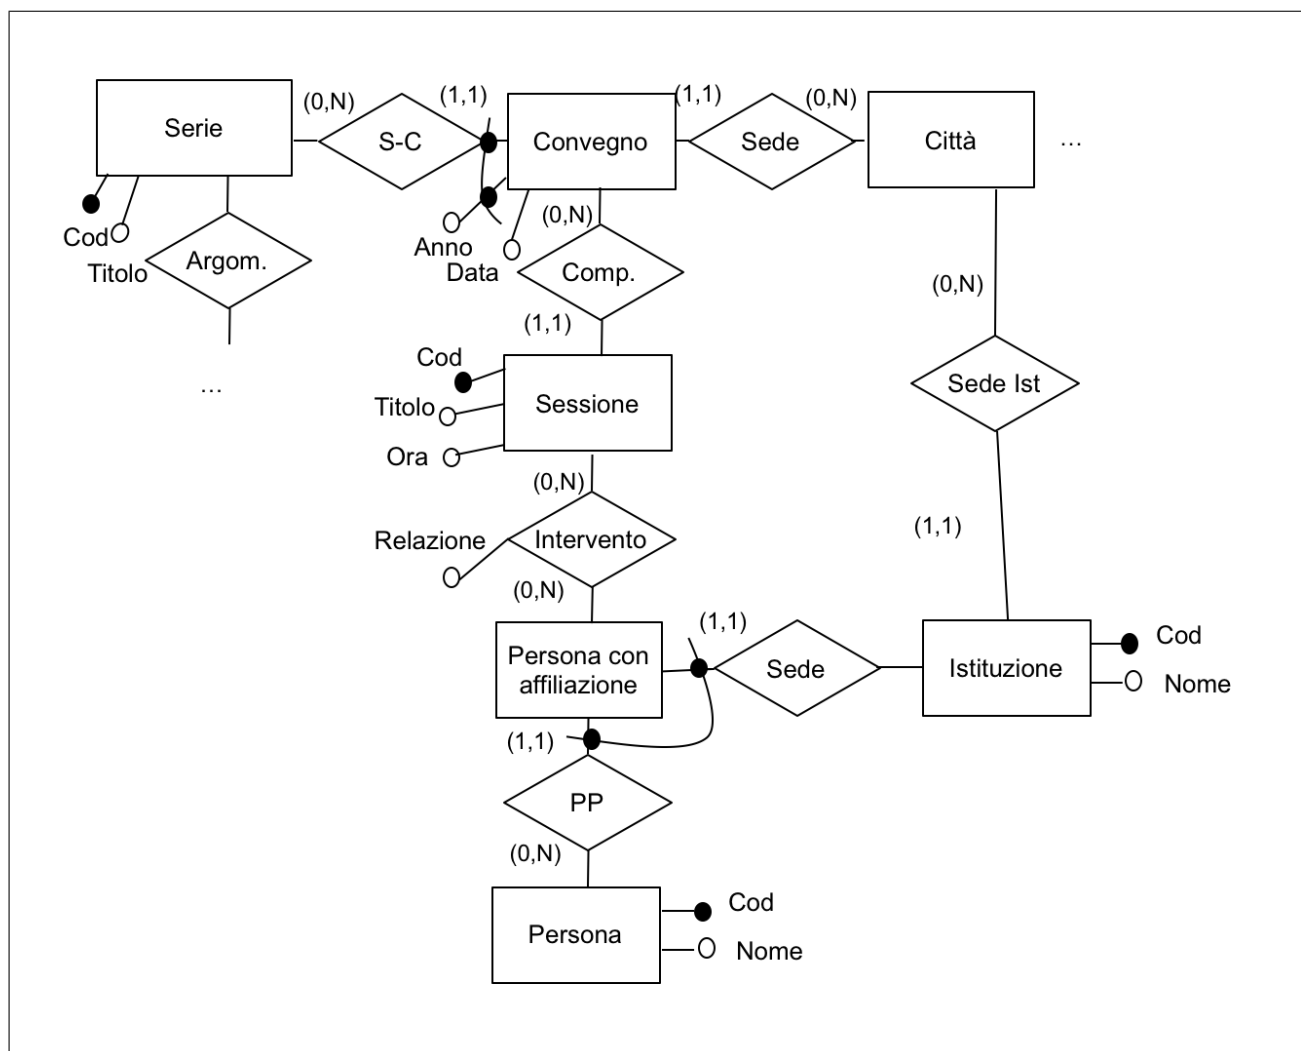 (0,N)
(1,1)
(1,1)
(0,N)
Serie
S-C
Convegno
Sede
Città
...
Cod
Titolo
Argom.
Anno
Data
(0,N)
Comp.
(0,N)
(1,1)
...
Cod
Titolo
Ora
Sessione
Sede Ist
(0,N)
Relazione
Intervento
(1,1)
(0,N)
Persona con
affiliazione
(1,1)
Sede
Istituzione
Cod
Nome
(1,1)
PP
(0,N)
Persona
Cod
Nome